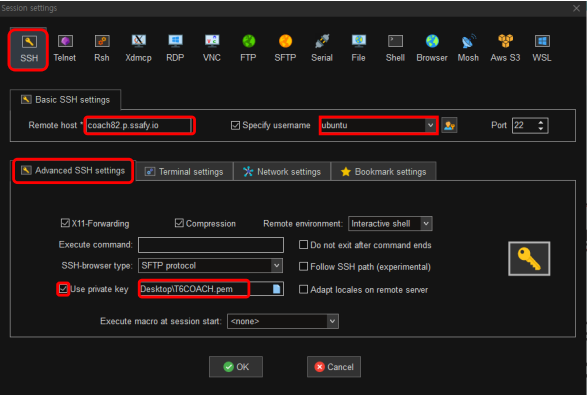 Session settings
SSH Telnet Rsh Xdmcp RDP VNC FTP SFTP Serial File Shell Browser Mosh Aws S3 WSL
Basic SSH settings
Remote host * coach82.p.ssafy.io Specify username ubuntu Port 22
Advanced SSH settings Terminal settings Network settings Bookmark settings
X11-Forwarding Compression Remote environment: Interactive shell
Execute command: Do not exit after command ends
SSH-browser type: SFTP protocol Follow SSH path (experimental)
Use private key Desktop\T6COACH.pem Adapt locales on remote server
Execute macro at session start: <none>
OK Cancel